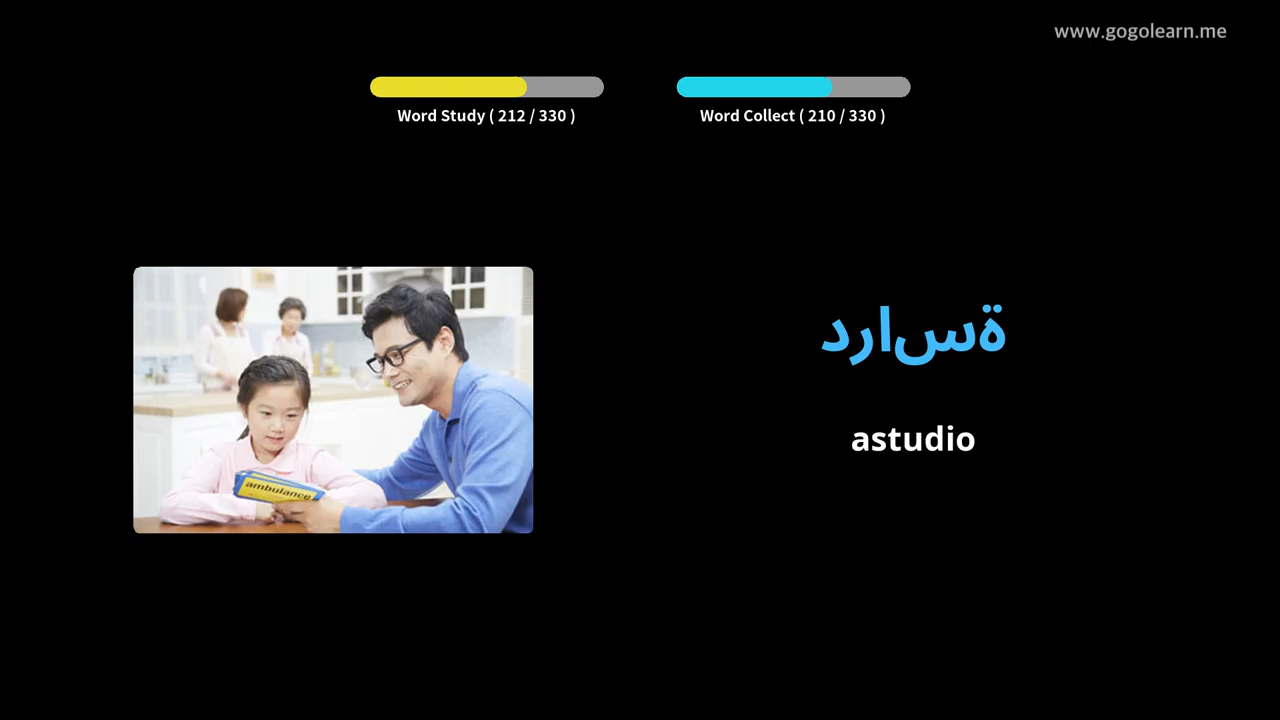 www.gogolearn.me
Word Study ( 212 / 330 )
Word Collect ( 210 / 330 )
ةسارد
astudio
ambulance